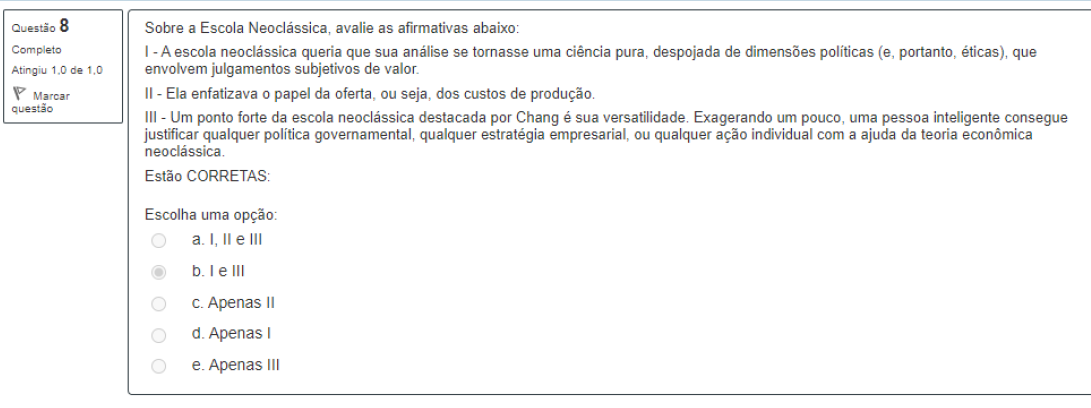 Questão 8
Completo
Atingiu 1,0 de 1,0
Marcar
questão
Sobre a Escola Neoclássica, avalie as afirmativas abaixo:
I - A escola neoclássica queria que sua análise se tornasse uma ciência pura, despojada de dimensões políticas (e, portanto, éticas), que
envolvem julgamentos subjetivos de valor.
II - Ela enfatizava o papel da oferta, ou seja, dos custos de produção.
III - Um ponto forte da escola neoclássica destacada por Chang é sua versatilidade. Exagerando um pouco, uma pessoa inteligente consegue
justificar qualquer política governamental, qualquer estratégia empresarial, ou qualquer ação individual com a ajuda da teoria econômica
neoclássica.
Estão CORRETAS:
Escolha uma opção:
a. I, II e III
b. I e III
c. Apenas II
d. Apenas I
e. Apenas III